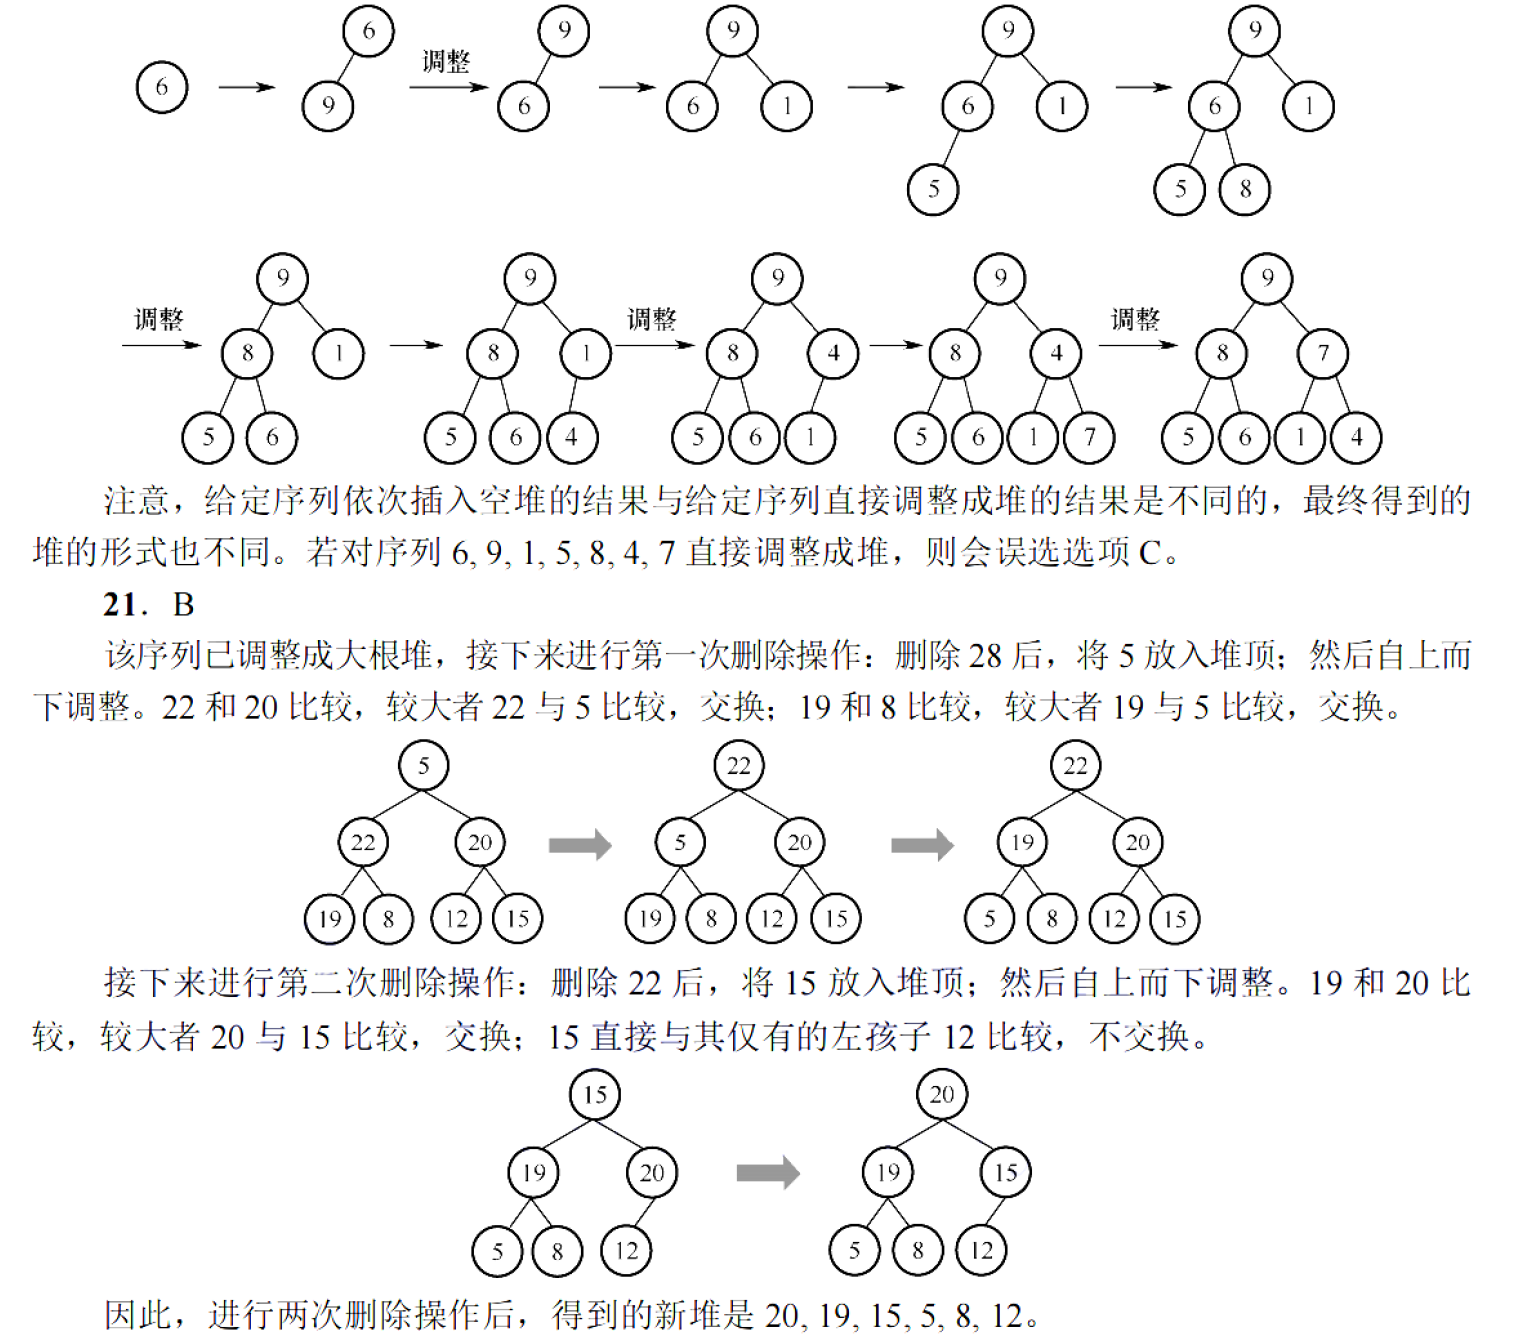 6 9 9 9 9
6 调整
9 6 6 1 6 1 6 1
5 5 8
9 9 9 9 9
调整 调整 调整
8 1 8 1 8 4 8 4 8 7
5 6 5 6 4 5 6 1 5 6 1 7 5 6 1 4
注意，给定序列依次插入空堆的结果与给定序列直接调整成堆的结果是不同的，最终得到的
堆的形式也不同。若对序列 6, 9, 1, 5, 8, 4, 7 直接调整成堆，则会误选选项 C。
21．B
该序列已调整成大根堆，接下来进行第一次删除操作：删除 28 后，将 5 放入堆顶；然后自上而
下调整。22 和 20 比较，较大者 22 与 5 比较，交换；19 和 8 比较，较大者 19 与 5 比较，交换。
5 22 22
22 20 5 20 19 20
19 8 12 15 19 8 12 15 5 8 12 15
接下来进行第二次删除操作：删除 22 后，将 15 放入堆顶；然后自上而下调整。19 和 20 比
较，较大者 20 与 15 比较，交换；15 直接与其仅有的左孩子 12 比较，不交换。
15 20
19 20 19 15
5 8 12 5 8 12
因此，进行两次删除操作后，得到的新堆是 20, 19, 15, 5, 8, 12。